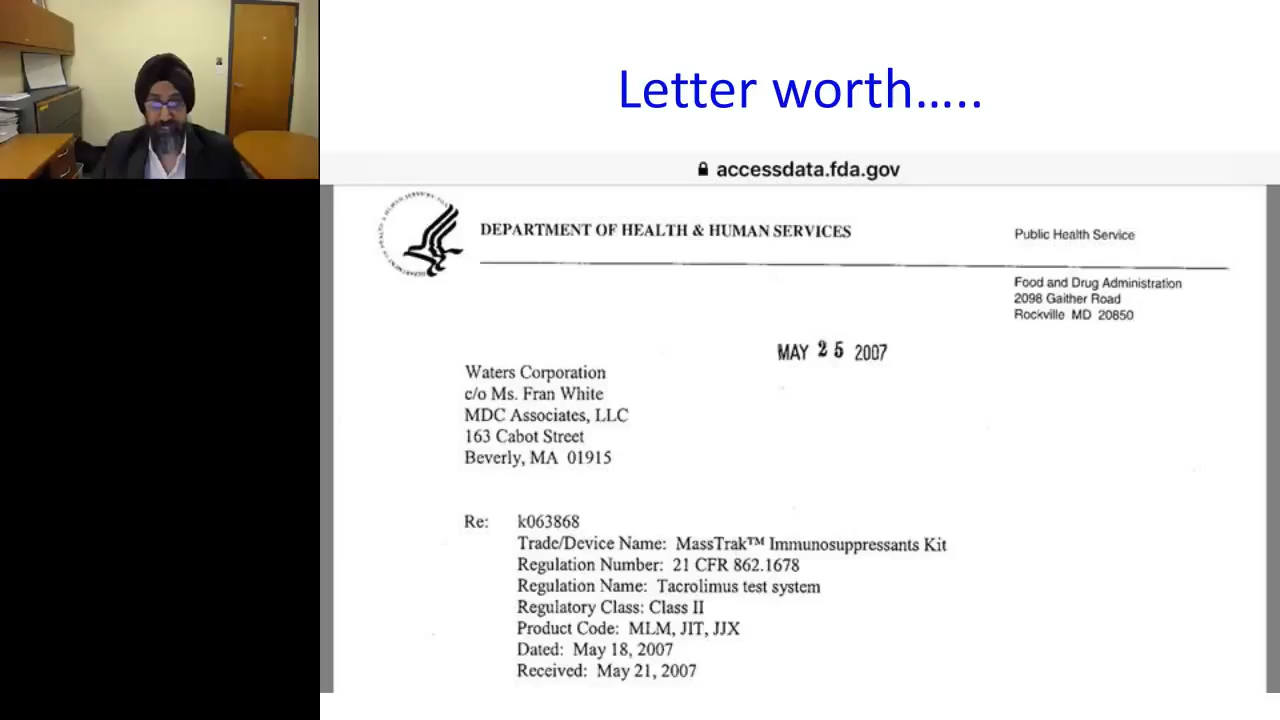 Letter worth.....
accessdata.fda.gov
DEPARTMENT OF HEALTH & HUMAN SERVICES
Public Health Service
Food and Drug Administration
2098 Gaither Road
Rockville MD 20850
MAY 25 2007
Waters Corporation
c/o Ms. Fran White
MDC Associates, LLC
163 Cabot Street
Beverly, MA 01915
Re: k063868
Trade/Device Name: MassTrak™ Immunosuppressants Kit
Regulation Number: 21 CFR 862.1678
Regulation Name: Tacrolimus test system
Regulatory Class: Class II
Product Code: MLM, JIT, JJX
Dated: May 18, 2007
Received: May 21, 2007